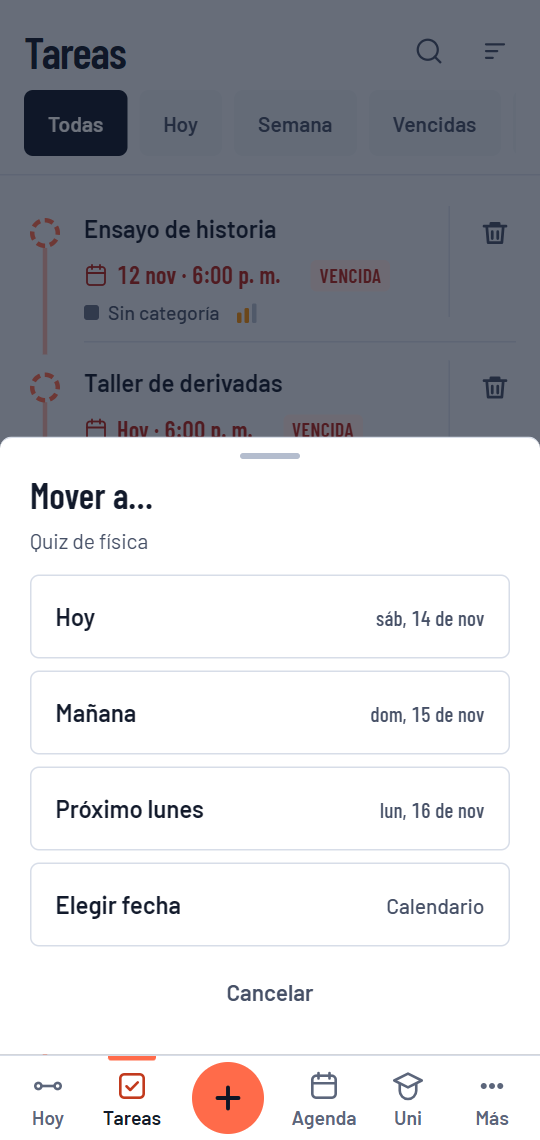 Tareas
Todas Hoy Semana Vencidas
Ensayo de historia
12 nov · 6:00 p. m. VENCIDA
Sin categoría
Taller de derivadas
Hoy · 6:00 p. m. VENCIDA
Mover a...
Quiz de física
Hoy sáb, 14 de nov
Mañana dom, 15 de nov
Próximo lunes lun, 16 de nov
Elegir fecha Calendario
Cancelar
Hoy Tareas Agenda Uni Más